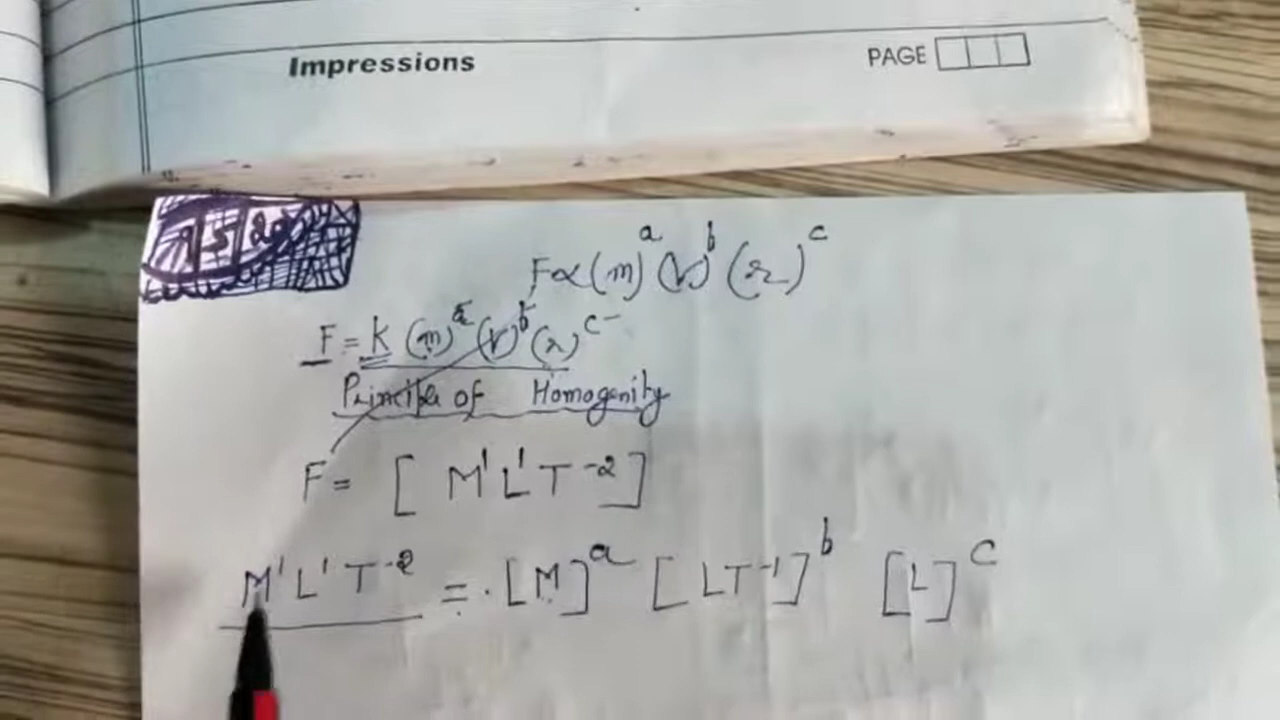 Impressions
PAGE
F∝(m)^a (v)^b (r)^c
F = k (m)^a (v)^b (r)^c
Principle of Homogenity
F = [ M¹L¹T⁻²]
M¹L¹T⁻² = [M]^a [LT⁻¹]^b [L]^c